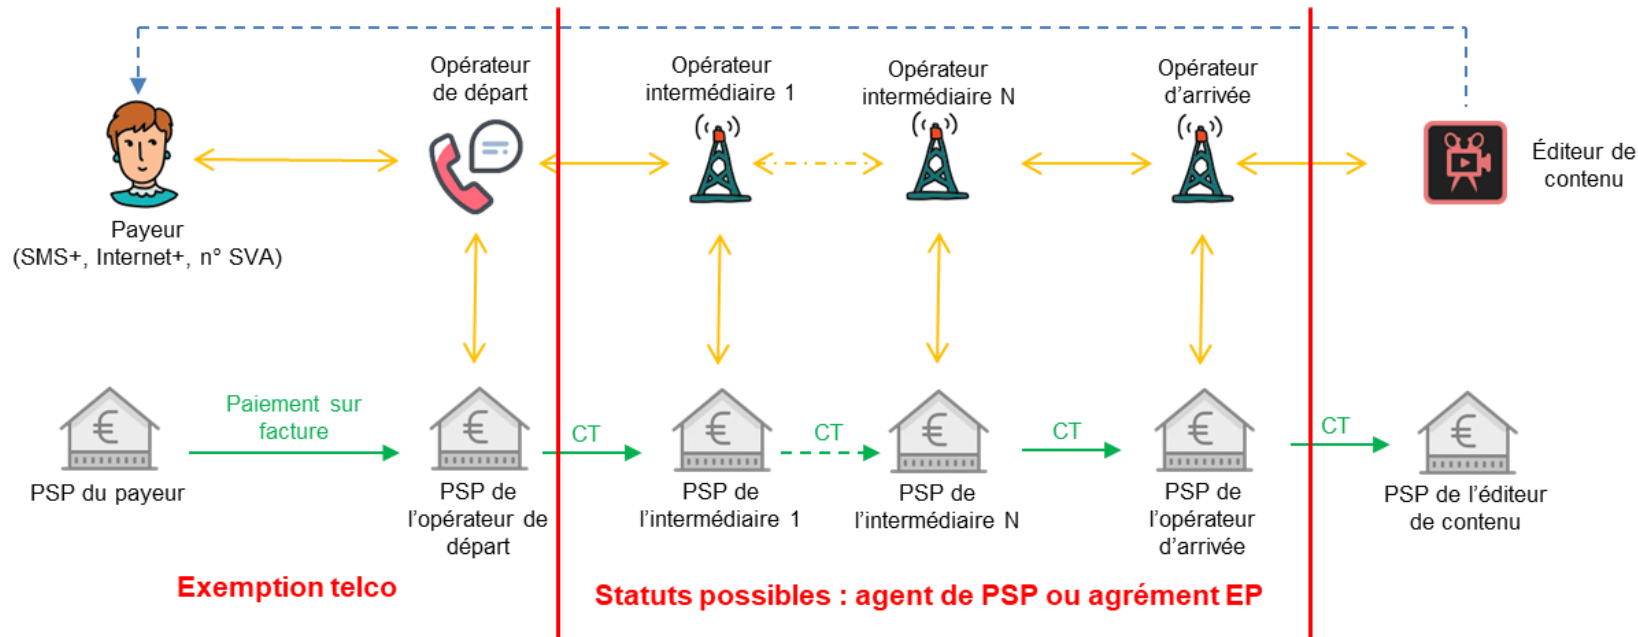 Opérateur
de départ
Opérateur
intermédiaire 1
Opérateur
intermédiaire N
Opérateur
d'arrivée
Éditeur de
contenu
Payeur
(SMS+, Internet+, n° SVA)
Paiement sur
facture
CT
CT
CT
CT
€
€
€
€
€
€
PSP du payeur
PSP de
l'opérateur de
départ
PSP de
l'intermédiaire 1
PSP de
l'intermédiaire N
PSP de
l'opérateur
d'arrivée
PSP de l'éditeur
de contenu
Exemption telco
Statuts possibles : agent de PSP ou agrément EP